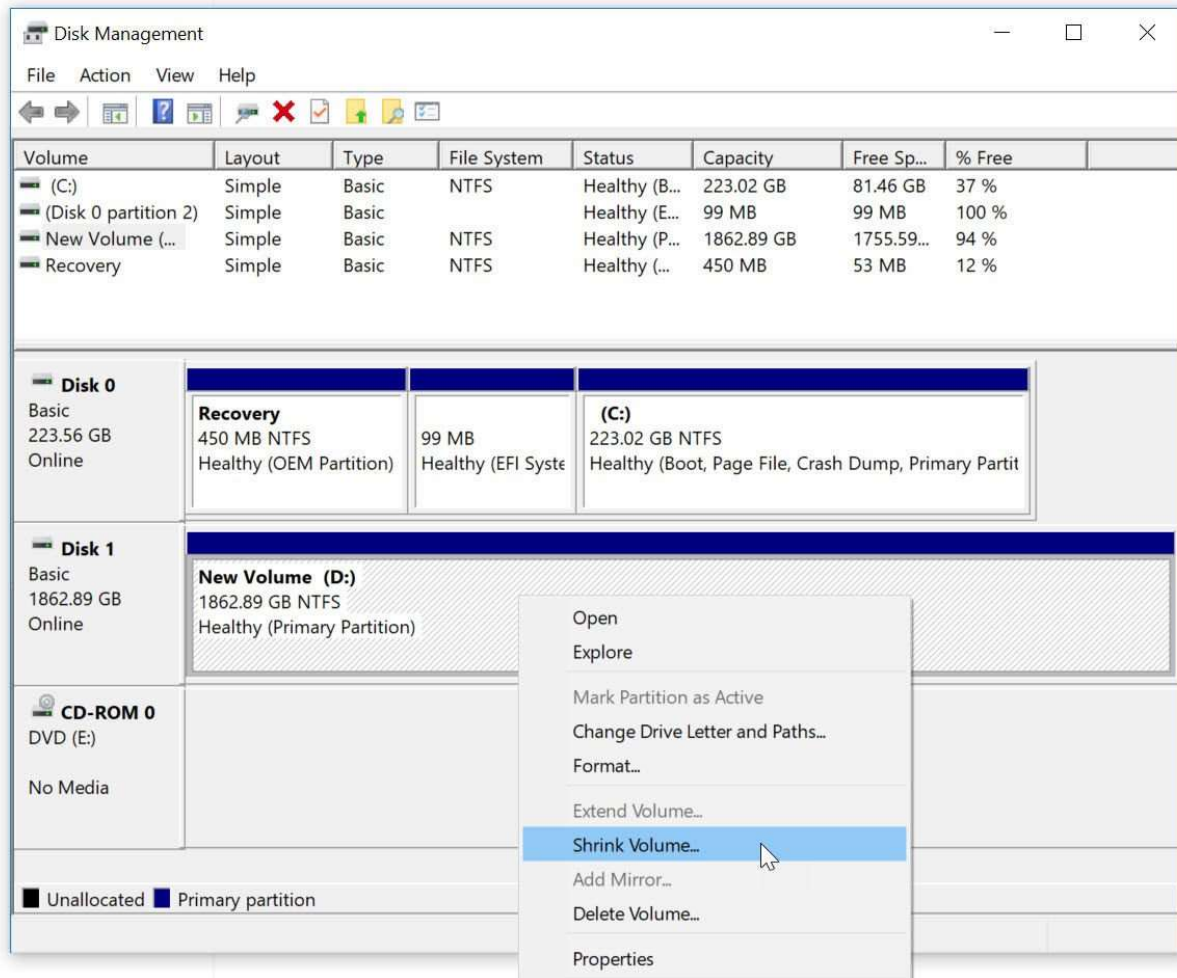 Disk Management
File Action View Help
Volume Layout Type File System Status Capacity Free Sp... % Free
(C:) Simple Basic NTFS Healthy (B... 223.02 GB 81.46 GB 37 %
(Disk 0 partition 2) Simple Basic Healthy (E... 99 MB 99 MB 100 %
New Volume (... Simple Basic NTFS Healthy (P... 1862.89 GB 1755.59... 94 %
Recovery Simple Basic NTFS Healthy (... 450 MB 53 MB 12 %
Disk 0
Basic
223.56 GB
Online
Recovery
450 MB NTFS
Healthy (OEM Partition)
99 MB
Healthy (EFI Syste
(C:)
223.02 GB NTFS
Healthy (Boot, Page File, Crash Dump, Primary Partit
Disk 1
Basic
1862.89 GB
Online
New Volume (D:)
1862.89 GB NTFS
Healthy (Primary Partition)
CD-ROM 0
DVD (E:)
No Media
Open
Explore
Mark Partition as Active
Change Drive Letter and Paths...
Format...
Extend Volume...
Shrink Volume...
Add Mirror...
Delete Volume...
Properties
Unallocated Primary partition